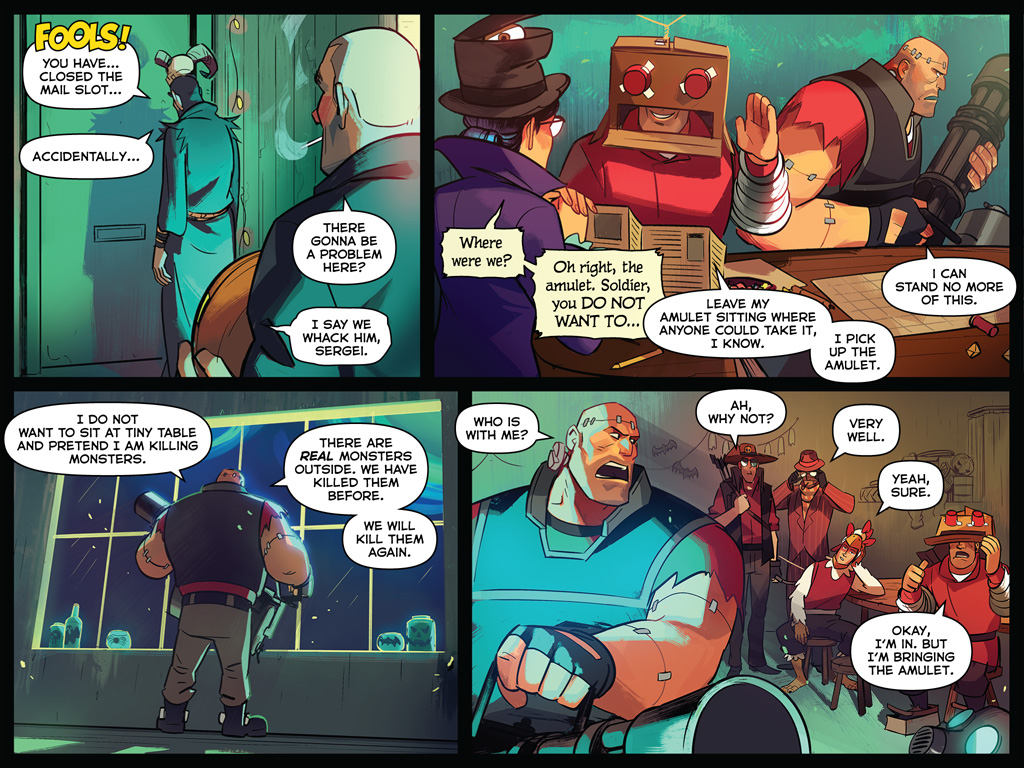 FOOLS!
YOU HAVE...
CLOSED THE
MAIL SLOT...
ACCIDENTALLY...
THERE
GONNA BE
A PROBLEM
HERE?
I SAY WE
WHACK HIM,
SERGEI.
Where
were we?
Oh right, the
amulet. Soldier,
you DO NOT
WANT TO...
LEAVE MY
AMULET SITTING WHERE
ANYONE COULD TAKE IT,
I KNOW.
I PICK
UP THE
AMULET.
I CAN
STAND NO MORE
OF THIS.
I DO NOT
WANT TO SIT AT TINY TABLE
AND PRETEND I AM KILLING
MONSTERS.
THERE ARE
REAL MONSTERS
OUTSIDE. WE HAVE
KILLED THEM
BEFORE.
WE WILL
KILL THEM
AGAIN.
WHO IS
WITH ME?
AH,
WHY NOT?
VERY
WELL.
YEAH,
SURE.
OKAY,
I'M IN. BUT
I'M BRINGING
THE AMULET.